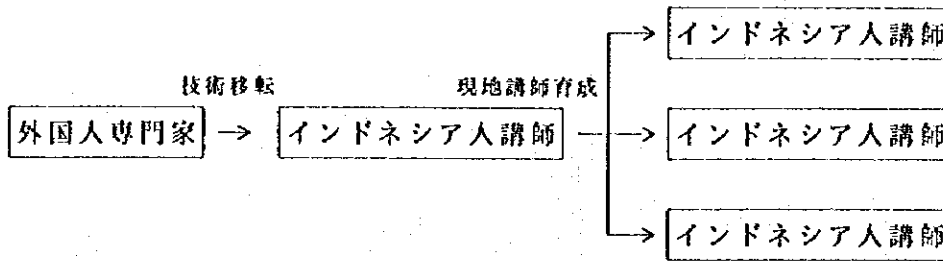 インドネシア人講師
技術移転 現地講師育成
外国人専門家 → インドネシア人講師 → インドネシア人講師
インドネシア人講師